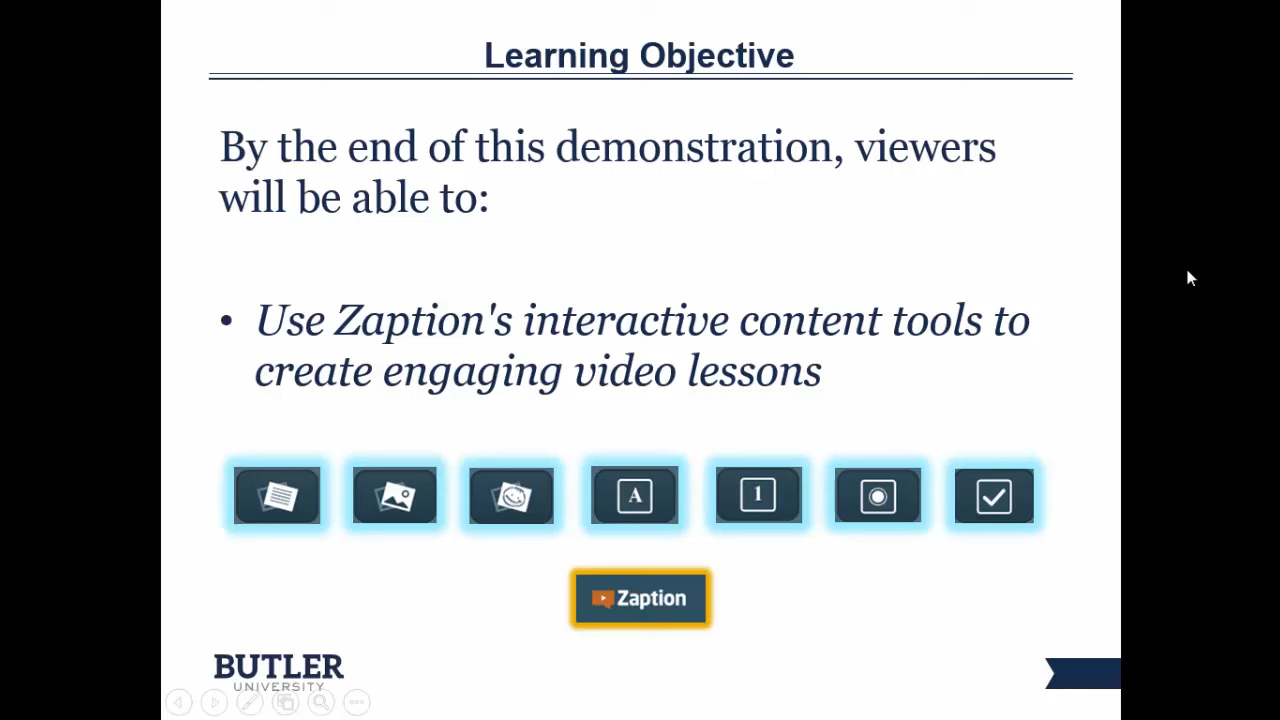 Learning Objective
By the end of this demonstration, viewers
will be able to:
• Use Zaption's interactive content tools to
create engaging video lessons
A 1
Zaption
BUTLER
UNIVERSITY